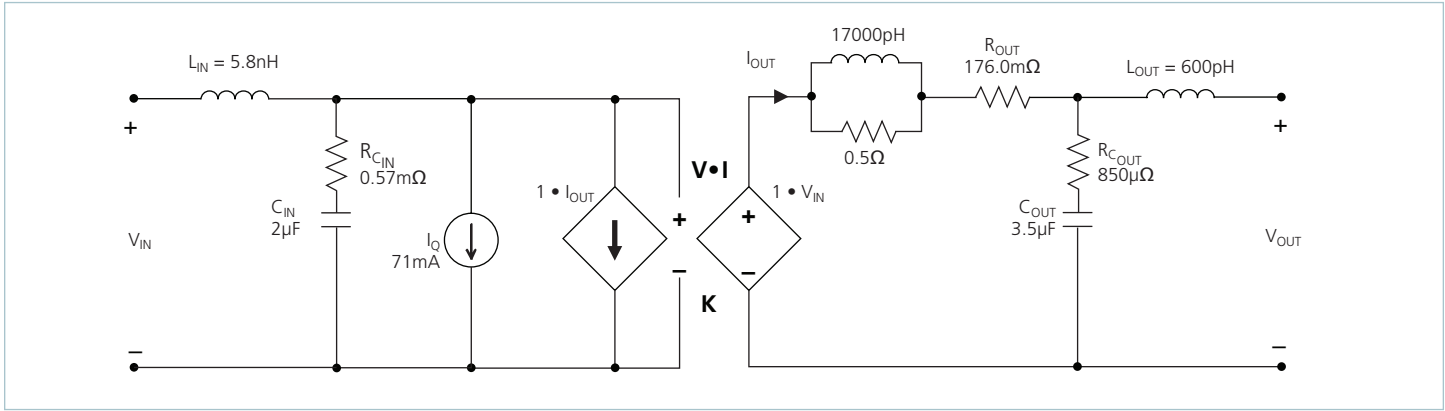 L_IN = 5.8nH
+
R_C_IN
0.57mΩ
C_IN
2µF
V_IN
−
I_Q
71mA
1 • I_OUT
V•I
+
−
K
I_OUT
17000pH
0.5Ω
1 • V_IN
+
−
R_OUT
176.0mΩ
L_OUT = 600pH
R_C_OUT
850µΩ
C_OUT
3.5µF
+
V_OUT
−